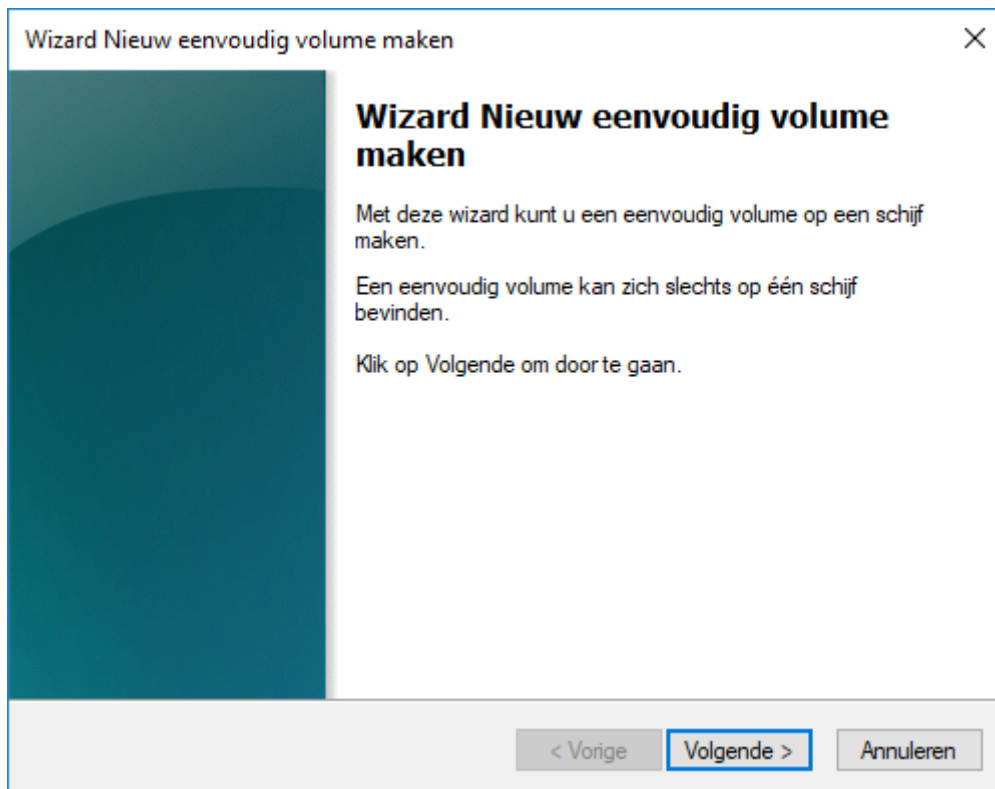 Wizard Nieuw eenvoudig volume maken
Wizard Nieuw eenvoudig volume
maken
Met deze wizard kunt u een eenvoudig volume op een schijf
maken.
Een eenvoudig volume kan zich slechts op één schijf
bevinden.
Klik op Volgende om door te gaan.
< Vorige
Volgende >
Annuleren